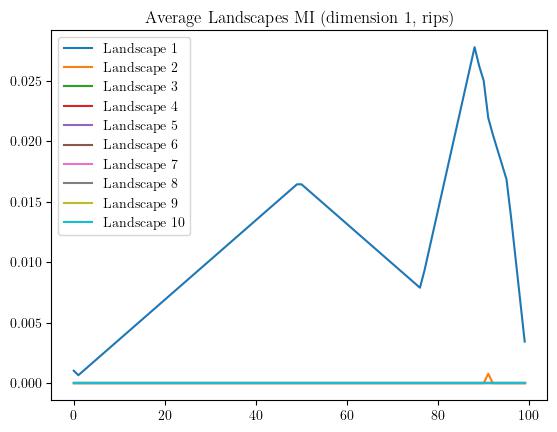 Average Landscapes MI (dimension 1, rips)
Landscape 1
Landscape 2
Landscape 3
Landscape 4
Landscape 5
Landscape 6
Landscape 7
Landscape 8
Landscape 9
Landscape 10
0.025
0.020
0.015
0.010
0.005
0.000
0 20 40 60 80 100